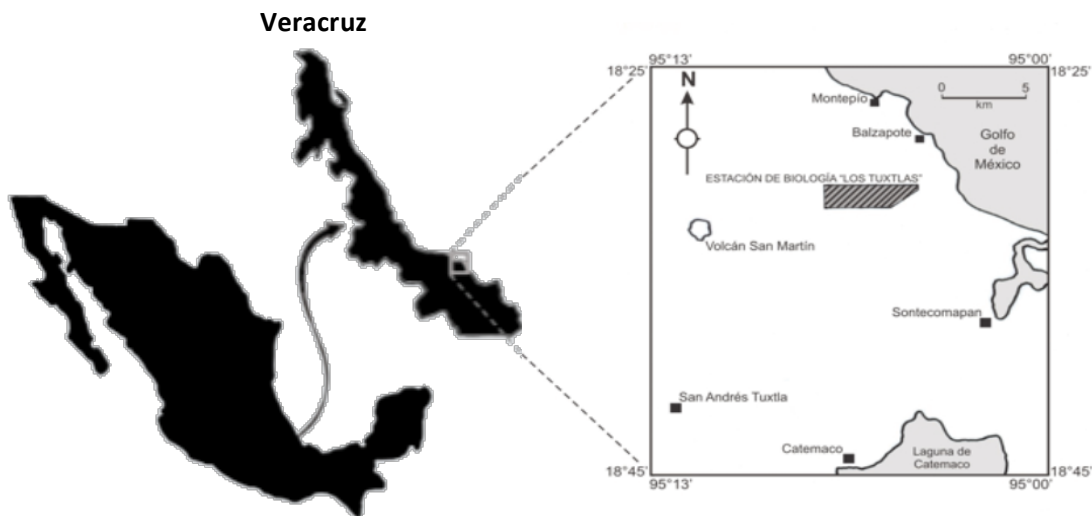 Veracruz
95°13'
95°00'
18°25'
18°25'
N
Montepío
0 5
km
Balzapote
Golfo
de
México
ESTACIÓN DE BIOLOGÍA "LOS TUXTLAS"
Volcán San Martín
Sontecomapan
San Andrés Tuxtla
Catemaco
Laguna de
Catemaco
18°45'
18°45'
95°13'
95°00'